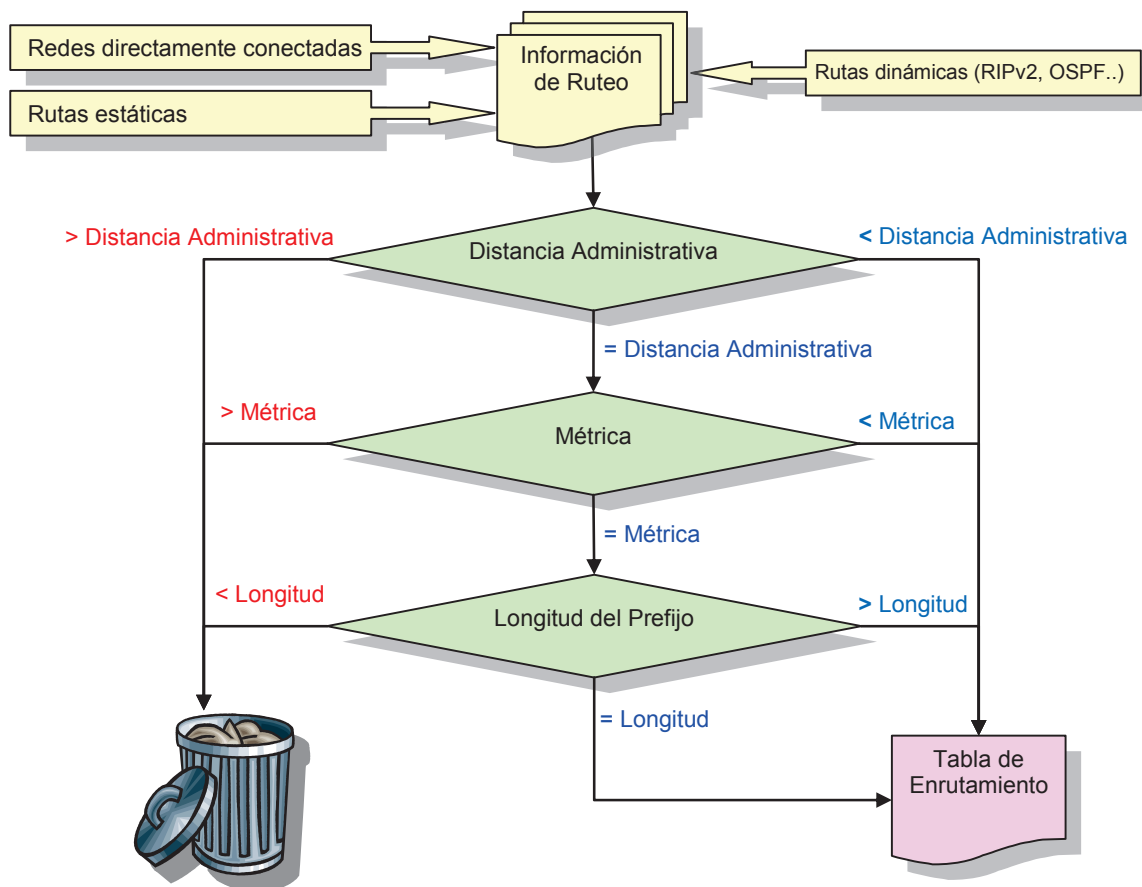 Redes directamente conectadas
Información
de Ruteo
Rutas dinámicas (RIPv2, OSPF..)
Rutas estáticas
> Distancia Administrativa
Distancia Administrativa
< Distancia Administrativa
= Distancia Administrativa
> Métrica
Métrica
< Métrica
= Métrica
< Longitud
Longitud del Prefijo
> Longitud
= Longitud
Tabla de
Enrutamiento